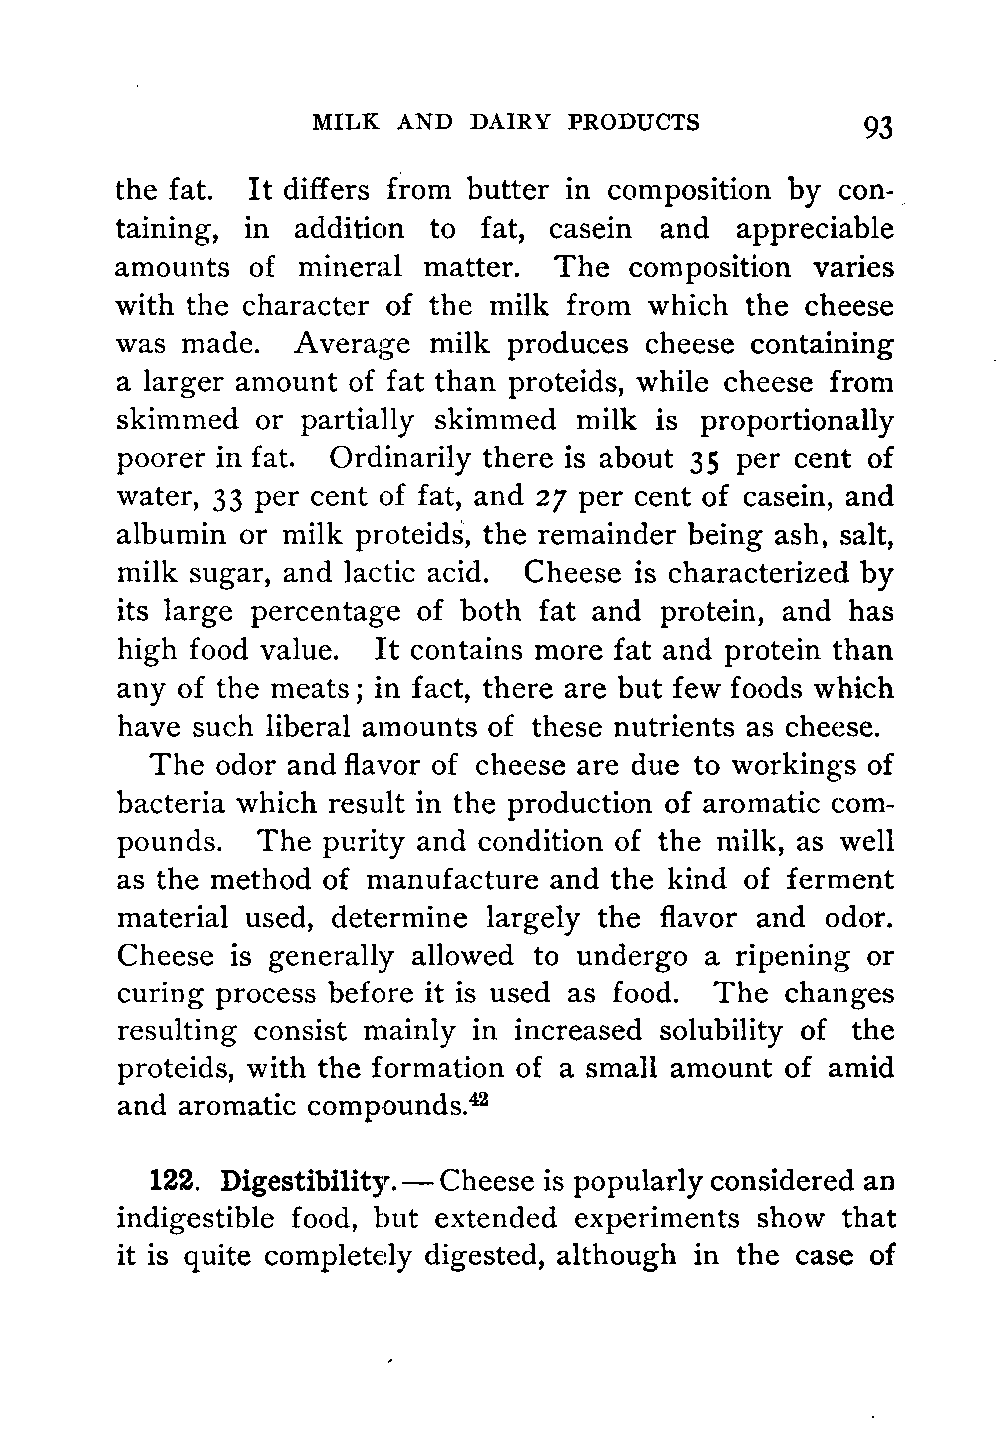 MILK AND DAIRY PRODUCTS 93
the fat. It differs from butter in composition by con-
taining, in addition to fat, casein and appreciable
amounts of mineral matter. The composition varies
with the character of the milk from which the cheese
was made. Average milk produces cheese containing
a larger amount of fat than proteids, while cheese from
skimmed or partially skimmed milk is proportionally
poorer in fat. Ordinarily there is about 35 per cent of
water, 33 per cent of fat, and 27 per cent of casein, and
albumin or milk proteids, the remainder being ash, salt,
milk sugar, and lactic acid. Cheese is characterized by
its large percentage of both fat and protein, and has
high food value. It contains more fat and protein than
any of the meats; in fact, there are but few foods which
have such liberal amounts of these nutrients as cheese.
The odor and flavor of cheese are due to workings of
bacteria which result in the production of aromatic com-
pounds. The purity and condition of the milk, as well
as the method of manufacture and the kind of ferment
material used, determine largely the flavor and odor.
Cheese is generally allowed to undergo a ripening or
curing process before it is used as food. The changes
resulting consist mainly in increased solubility of the
proteids, with the formation of a small amount of amid
and aromatic compounds.⁴²
122. Digestibility.—Cheese is popularly considered an
indigestible food, but extended experiments show that
it is quite completely digested, although in the case of